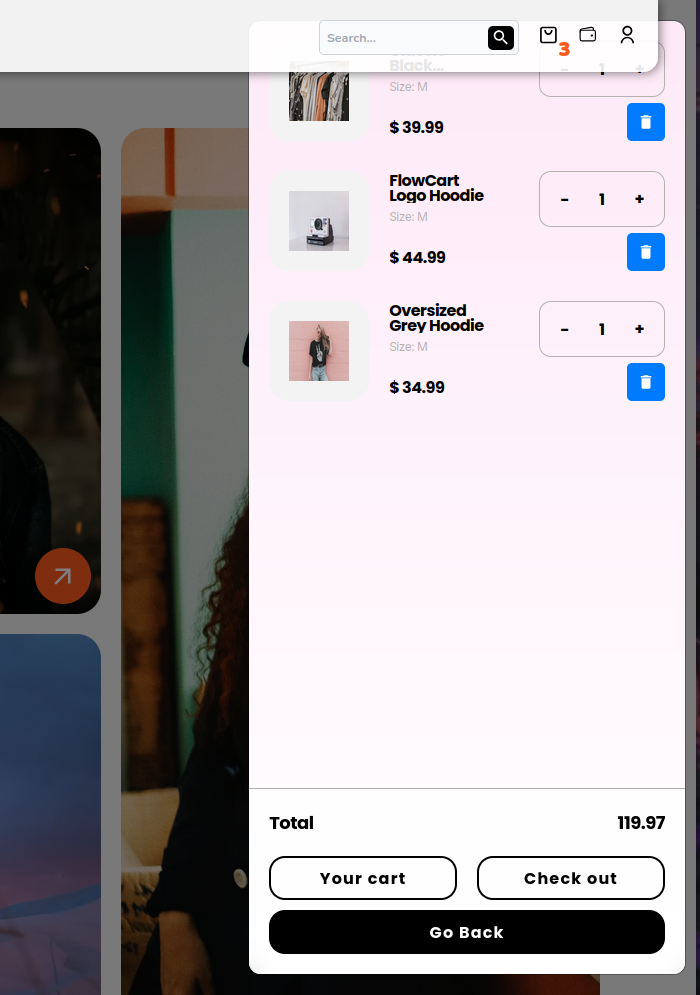 Search...
3
Classic
Black...
Size: M
- 1 +
$ 39.99
FlowCart
Logo Hoodie
Size: M
- 1 +
$ 44.99
Oversized
Grey Hoodie
Size: M
- 1 +
$ 34.99
Total 119.97
Your cart Check out
Go Back